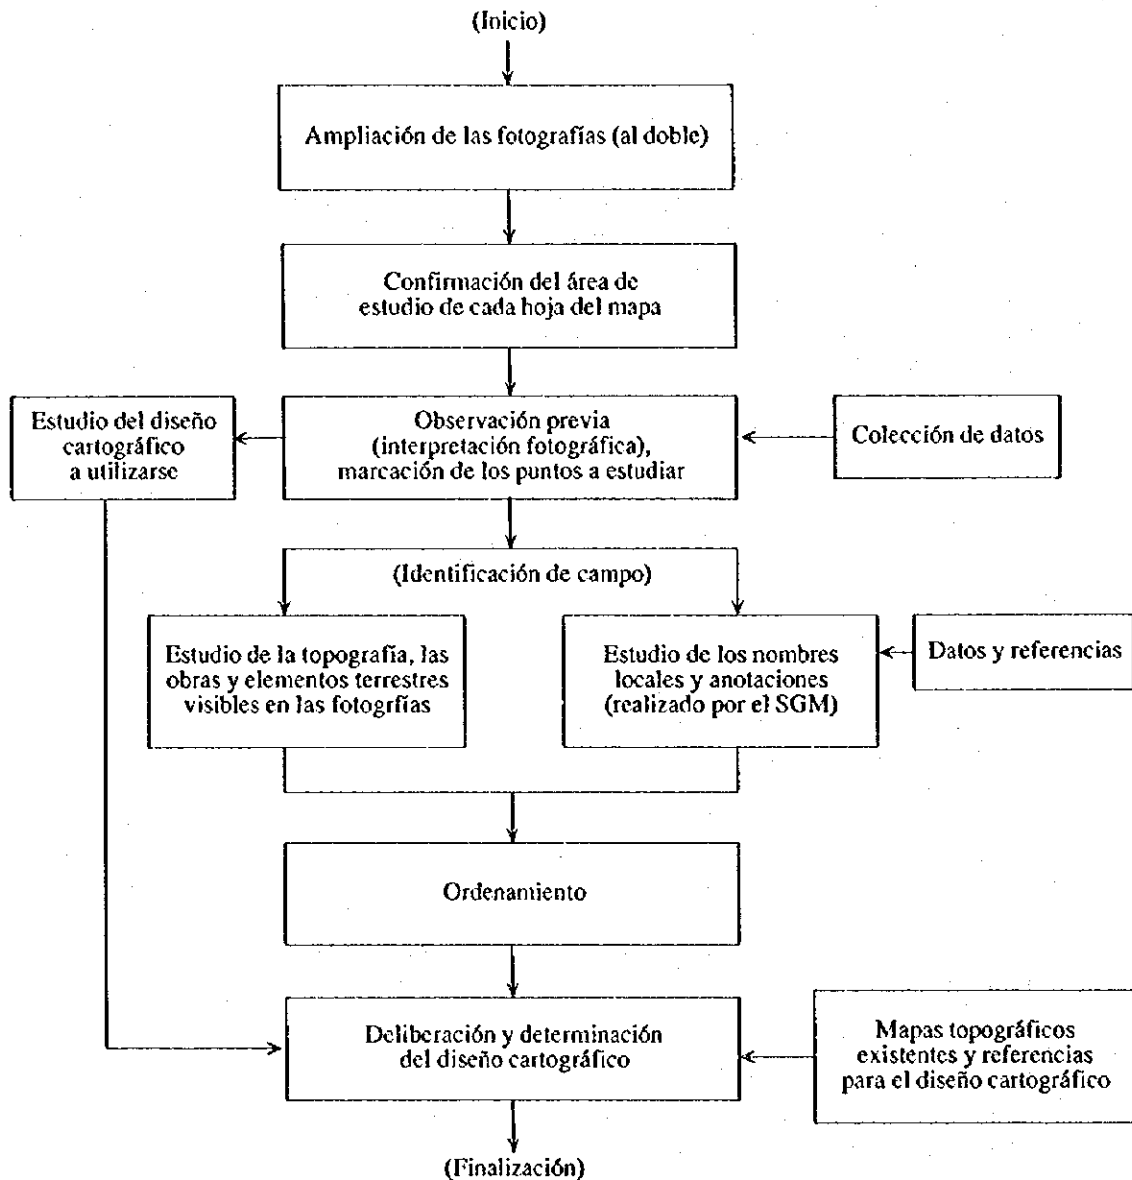 (Inicio)
Ampliación de las fotografías (al doble)
Confirmación del área de
estudio de cada hoja del mapa
Estudio del diseño
cartográfico
a utilizarse
Observación previa
(interpretación fotográfica),
marcación de los puntos a estudiar
Colección de datos
(Identificación de campo)
Estudio de la topografía, las
obras y elementos terrestres
visibles en las fotogrfías
Estudio de los nombres
locales y anotaciones
(realizado por el SGM)
Datos y referencias
Ordenamiento
Deliberación y determinación
del diseño cartográfico
Mapas topográficos
existentes y referencias
para el diseño cartográfico
(Finalización)